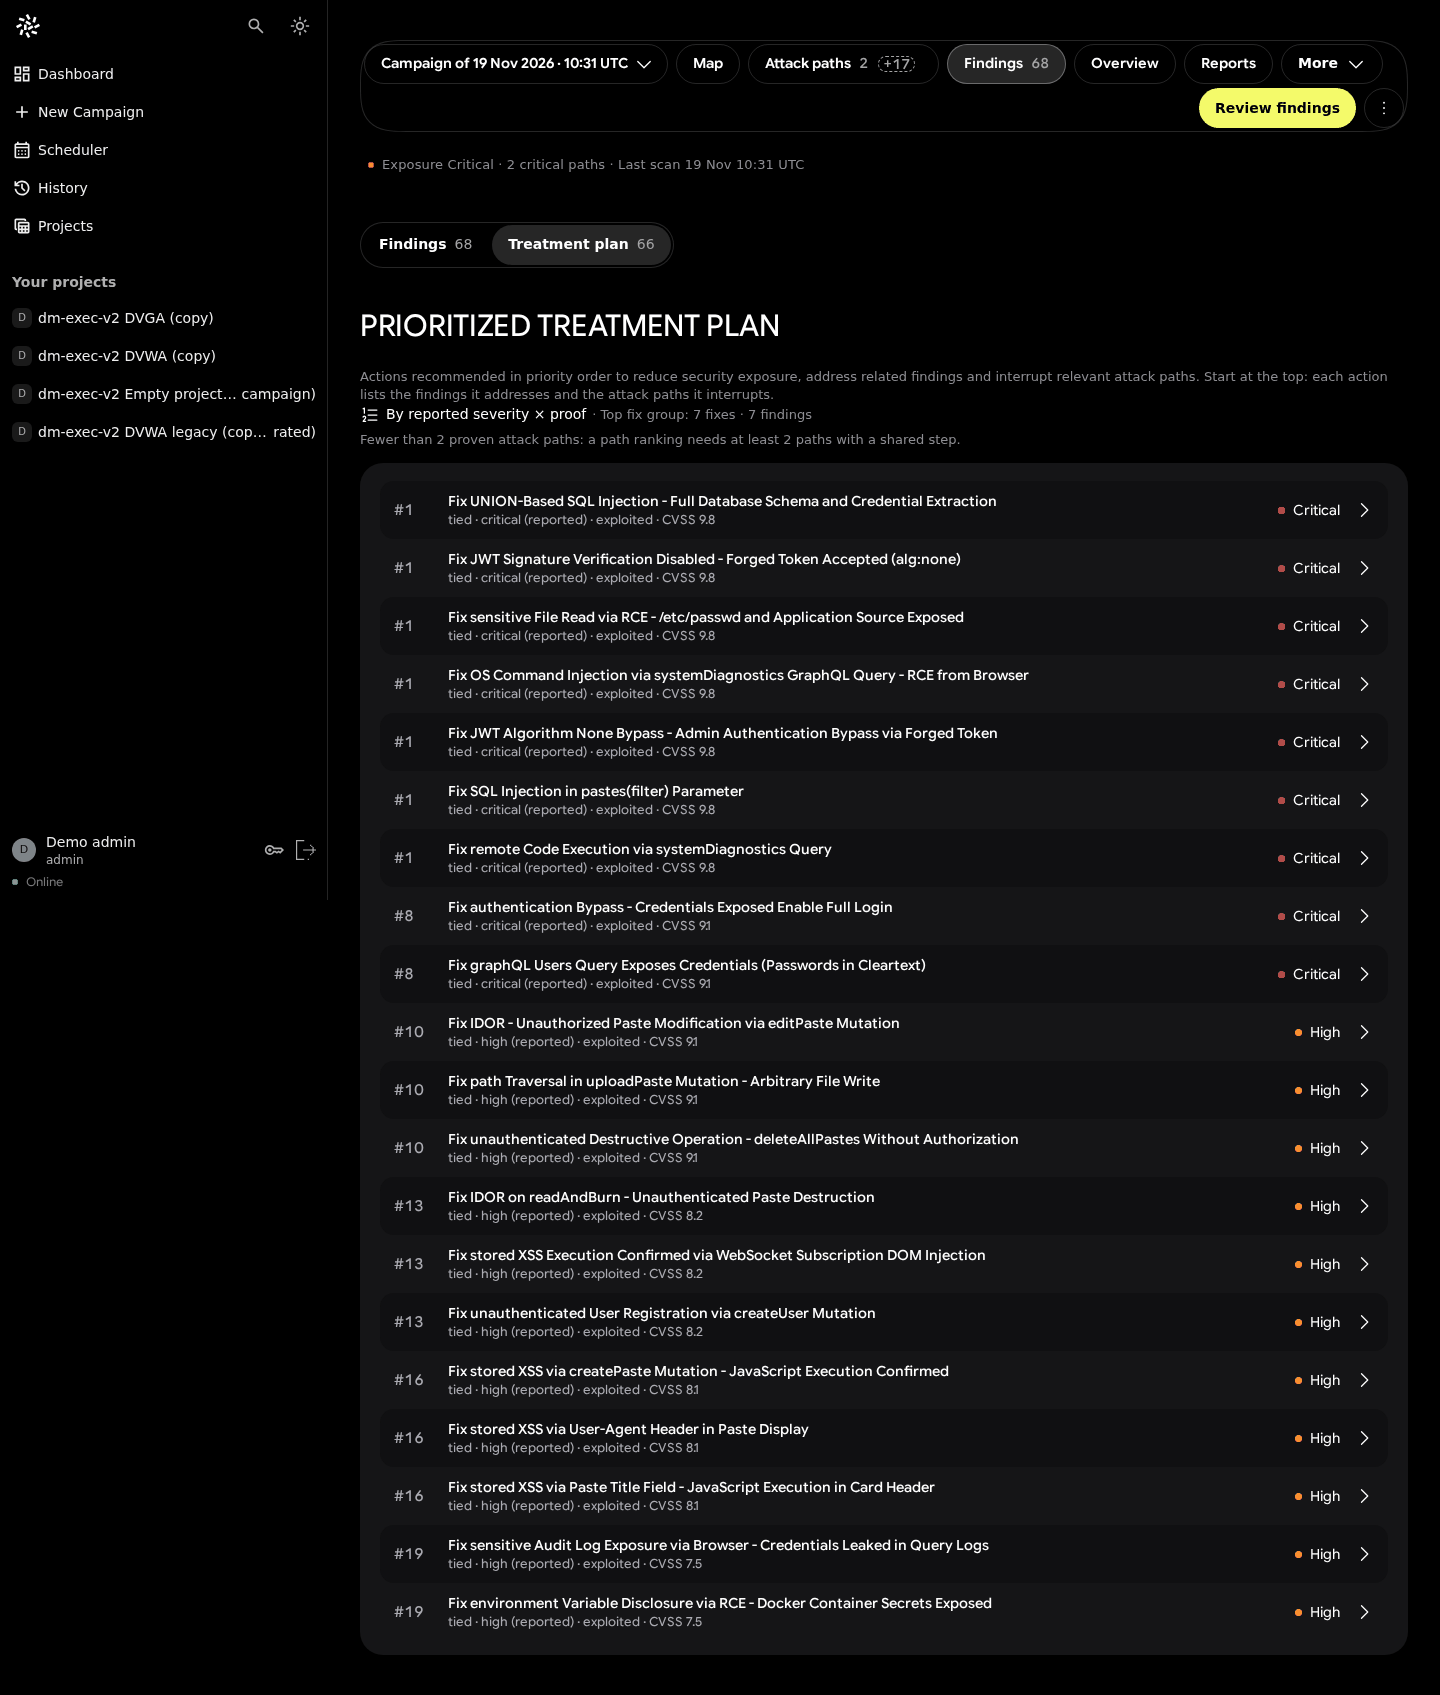 Dashboard
New Campaign
Scheduler
History
Projects
Your projects
D dm-exec-v2 DVGA (copy)
D dm-exec-v2 DVWA (copy)
D dm-exec-v2 Empty project… campaign)
D dm-exec-v2 DVWA legacy (cop… rated)
D Demo admin
admin
Online
Campaign of 19 Nov 2026 · 10:31 UTC Map Attack paths 2 +17 Findings 68 Overview Reports More
Review findings
Exposure Critical · 2 critical paths · Last scan 19 Nov 10:31 UTC
Findings 68 Treatment plan 66
PRIORITIZED TREATMENT PLAN
Actions recommended in priority order to reduce security exposure, address related findings and interrupt relevant attack paths. Start at the top: each action
lists the findings it addresses and the attack paths it interrupts.
By reported severity × proof · Top fix group: 7 fixes · 7 findings
Fewer than 2 proven attack paths: a path ranking needs at least 2 paths with a shared step.
#1 Fix UNION-Based SQL Injection - Full Database Schema and Credential Extraction Critical
tied · critical (reported) · exploited · CVSS 9.8
#1 Fix JWT Signature Verification Disabled - Forged Token Accepted (alg:none) Critical
tied · critical (reported) · exploited · CVSS 9.8
#1 Fix sensitive File Read via RCE - /etc/passwd and Application Source Exposed Critical
tied · critical (reported) · exploited · CVSS 9.8
#1 Fix OS Command Injection via systemDiagnostics GraphQL Query - RCE from Browser Critical
tied · critical (reported) · exploited · CVSS 9.8
#1 Fix JWT Algorithm None Bypass - Admin Authentication Bypass via Forged Token Critical
tied · critical (reported) · exploited · CVSS 9.8
#1 Fix SQL Injection in pastes(filter) Parameter Critical
tied · critical (reported) · exploited · CVSS 9.8
#1 Fix remote Code Execution via systemDiagnostics Query Critical
tied · critical (reported) · exploited · CVSS 9.8
#8 Fix authentication Bypass - Credentials Exposed Enable Full Login Critical
tied · critical (reported) · exploited · CVSS 9.1
#8 Fix graphQL Users Query Exposes Credentials (Passwords in Cleartext) Critical
tied · critical (reported) · exploited · CVSS 9.1
#10 Fix IDOR - Unauthorized Paste Modification via editPaste Mutation High
tied · high (reported) · exploited · CVSS 9.1
#10 Fix path Traversal in uploadPaste Mutation - Arbitrary File Write High
tied · high (reported) · exploited · CVSS 9.1
#10 Fix unauthenticated Destructive Operation - deleteAllPastes Without Authorization High
tied · high (reported) · exploited · CVSS 9.1
#13 Fix IDOR on readAndBurn - Unauthenticated Paste Destruction High
tied · high (reported) · exploited · CVSS 8.2
#13 Fix stored XSS Execution Confirmed via WebSocket Subscription DOM Injection High
tied · high (reported) · exploited · CVSS 8.2
#13 Fix unauthenticated User Registration via createUser Mutation High
tied · high (reported) · exploited · CVSS 8.2
#16 Fix stored XSS via createPaste Mutation - JavaScript Execution Confirmed High
tied · high (reported) · exploited · CVSS 8.1
#16 Fix stored XSS via User-Agent Header in Paste Display High
tied · high (reported) · exploited · CVSS 8.1
#16 Fix stored XSS via Paste Title Field - JavaScript Execution in Card Header High
tied · high (reported) · exploited · CVSS 8.1
#19 Fix sensitive Audit Log Exposure via Browser - Credentials Leaked in Query Logs High
tied · high (reported) · exploited · CVSS 7.5
#19 Fix environment Variable Disclosure via RCE - Docker Container Secrets Exposed High
tied · high (reported) · exploited · CVSS 7.5